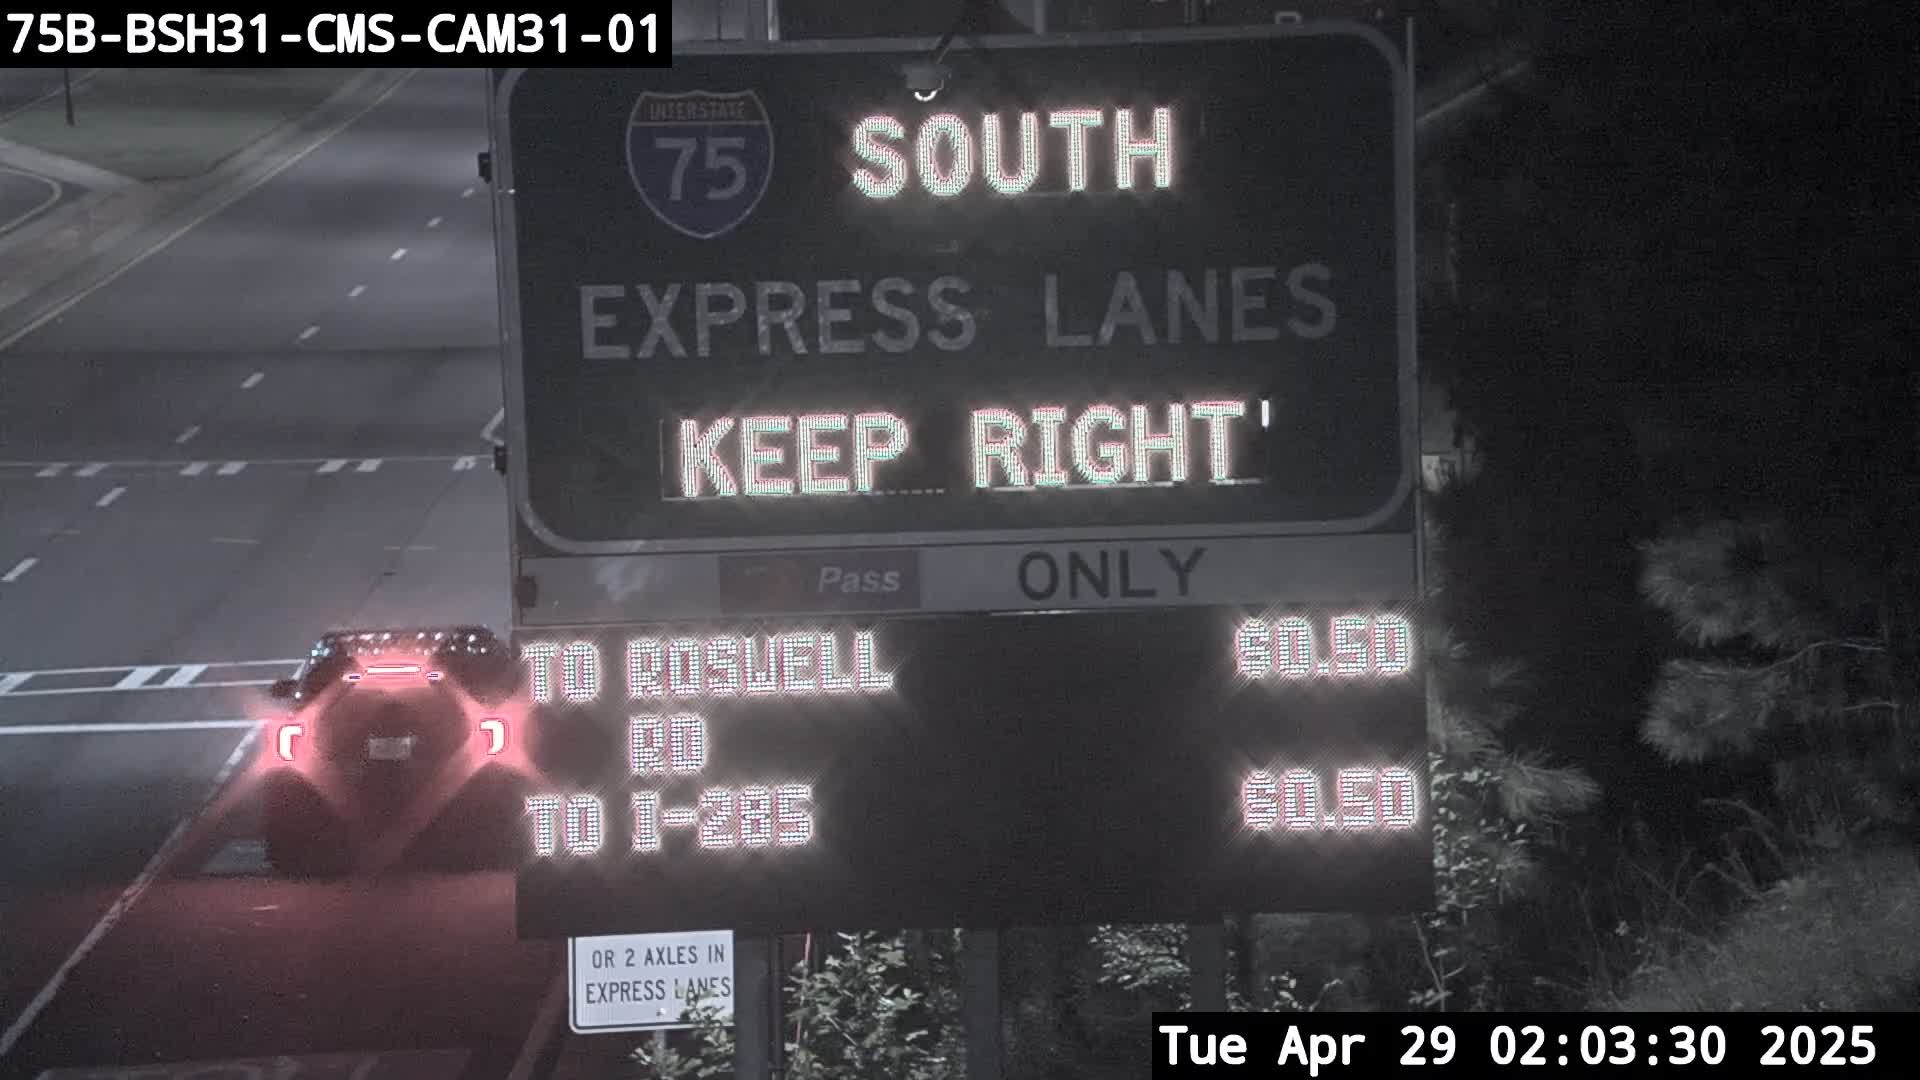 75B-BSH31-CMS-CAM31-01
INTERSTATE
75
SOUTH
EXPRESS LANES
KEEP RIGHT
Pass ONLY
TO ROSWELL $0.50
RD
TO I-285 $0.50
OR 2 AXLES IN
EXPRESS LANES
Tue Apr 29 02:03:30 2025